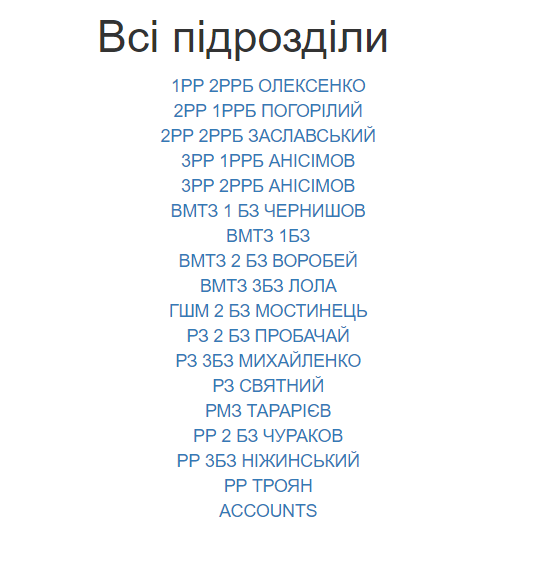 Всі підрозділи
1РР 2РРБ ОЛЕКСЕНКО
2РР 1РРБ ПОГОРІЛИЙ
2РР 2РРБ ЗАСЛАВСЬКИЙ
3РР 1РРБ АНІСІМОВ
3РР 2РРБ АНІСІМОВ
ВМТЗ 1 БЗ ЧЕРНИШОВ
ВМТЗ 1БЗ
ВМТЗ 2 БЗ ВОРОБЕЙ
ВМТЗ 3БЗ ЛОЛА
ГШМ 2 БЗ МОСТИНЕЦЬ
РЗ 2 БЗ ПРОБАЧАЙ
РЗ 3БЗ МИХАЙЛЕНКО
РЗ СВЯТНИЙ
РМЗ ТАРАРІЄВ
РР 2 БЗ ЧУРАКОВ
РР 3БЗ НІЖИНСЬКИЙ
РР ТРОЯН
ACCOUNTS